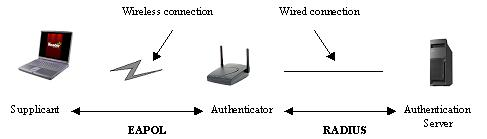 Wireless connection
Wired connection
Supplicant
Authenticator
Authentication
Server
EAPOL
RADIUS